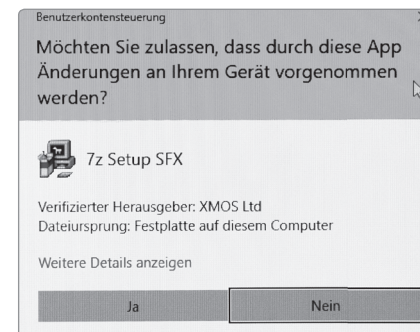 Benutzerkontensteuerung
Möchten Sie zulassen, dass durch diese App
Änderungen an Ihrem Gerät vorgenommen
werden?
7z Setup SFX
Verifizierter Herausgeber: XMOS Ltd
Dateiursprung: Festplatte auf diesem Computer
Weitere Details anzeigen
Ja
Nein